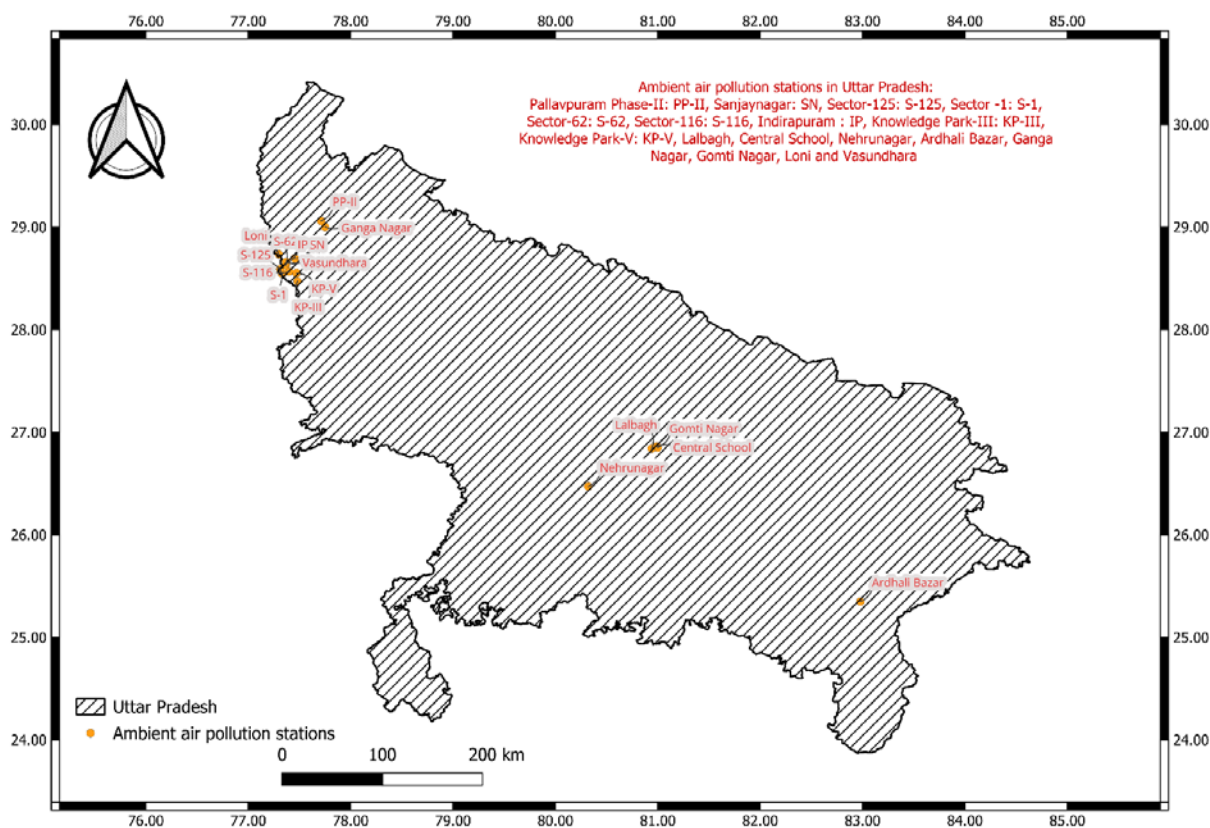 76.00 77.00 78.00 79.00 80.00 81.00 82.00 83.00 84.00 85.00
Ambient air pollution stations in Uttar Pradesh:
Pallavpuram Phase-II: PP-II, Sanjaynagar: SN, Sector-125: S-125, Sector -1: S-1,
Sector-62: S-62, Sector-116: S-116, Indirapuram : IP, Knowledge Park-III: KP-III,
Knowledge Park-V: KP-V, Lalbagh, Central School, Nehrunagar, Ardhali Bazar, Ganga
Nagar, Gomti Nagar, Loni and Vasundhara
30.00 30.00
PP-II
29.00 Ganga Nagar 29.00
Loni S-62 IP SN
S-125 Vasundhara
S-116
S-1 KP-V
KP-III
28.00 28.00
27.00 27.00
Lalbagh Gomti Nagar
Central School
Nehrunagar
26.00 26.00
Ardhali Bazar
25.00 25.00
Uttar Pradesh
Ambient air pollution stations
24.00 24.00
0 100 200 km
76.00 77.00 78.00 79.00 80.00 81.00 82.00 83.00 84.00 85.00